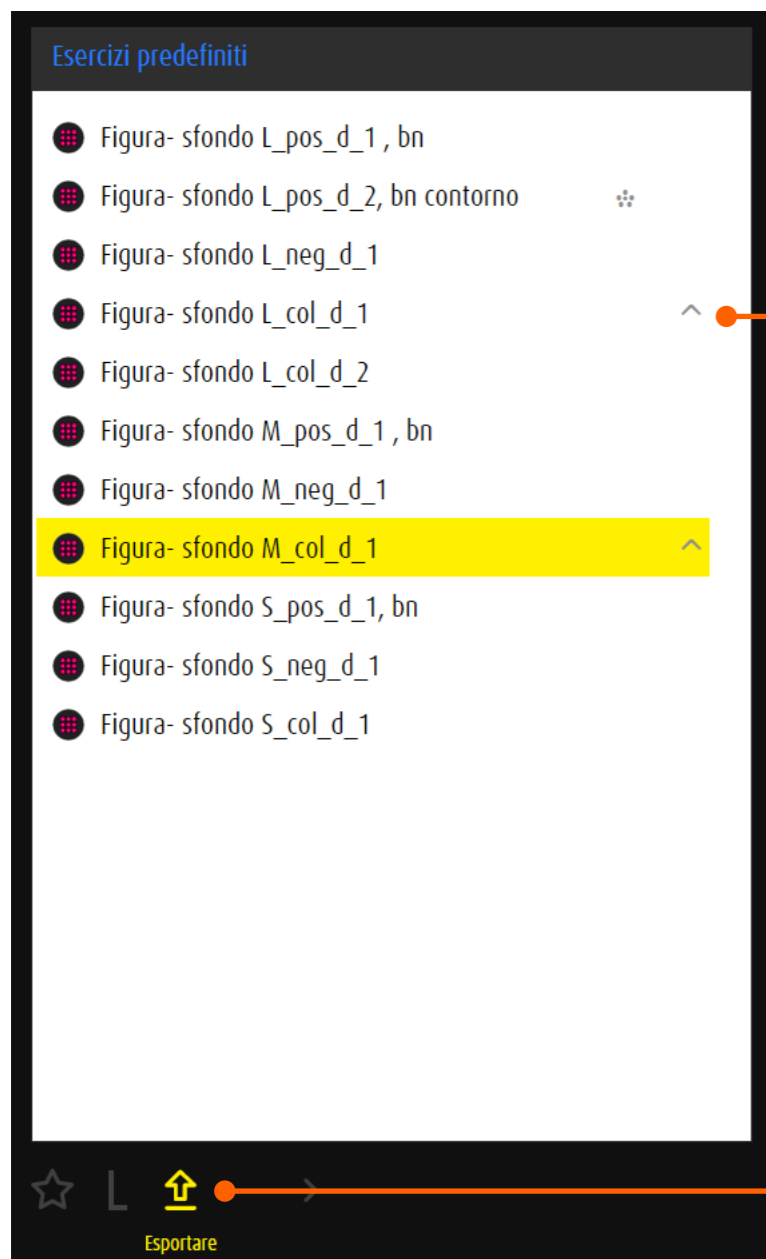 Esercizi predefiniti
Figura- sfondo L_pos_d_1 , bn
Figura- sfondo L_pos_d_2, bn contorno
Figura- sfondo L_neg_d_1
Figura- sfondo L_col_d_1
Figura- sfondo L_col_d_2
Figura- sfondo M_pos_d_1 , bn
Figura- sfondo M_neg_d_1
Figura- sfondo M_col_d_1
Figura- sfondo S_pos_d_1, bn
Figura- sfondo S_neg_d_1
Figura- sfondo S_col_d_1
L
Esportare